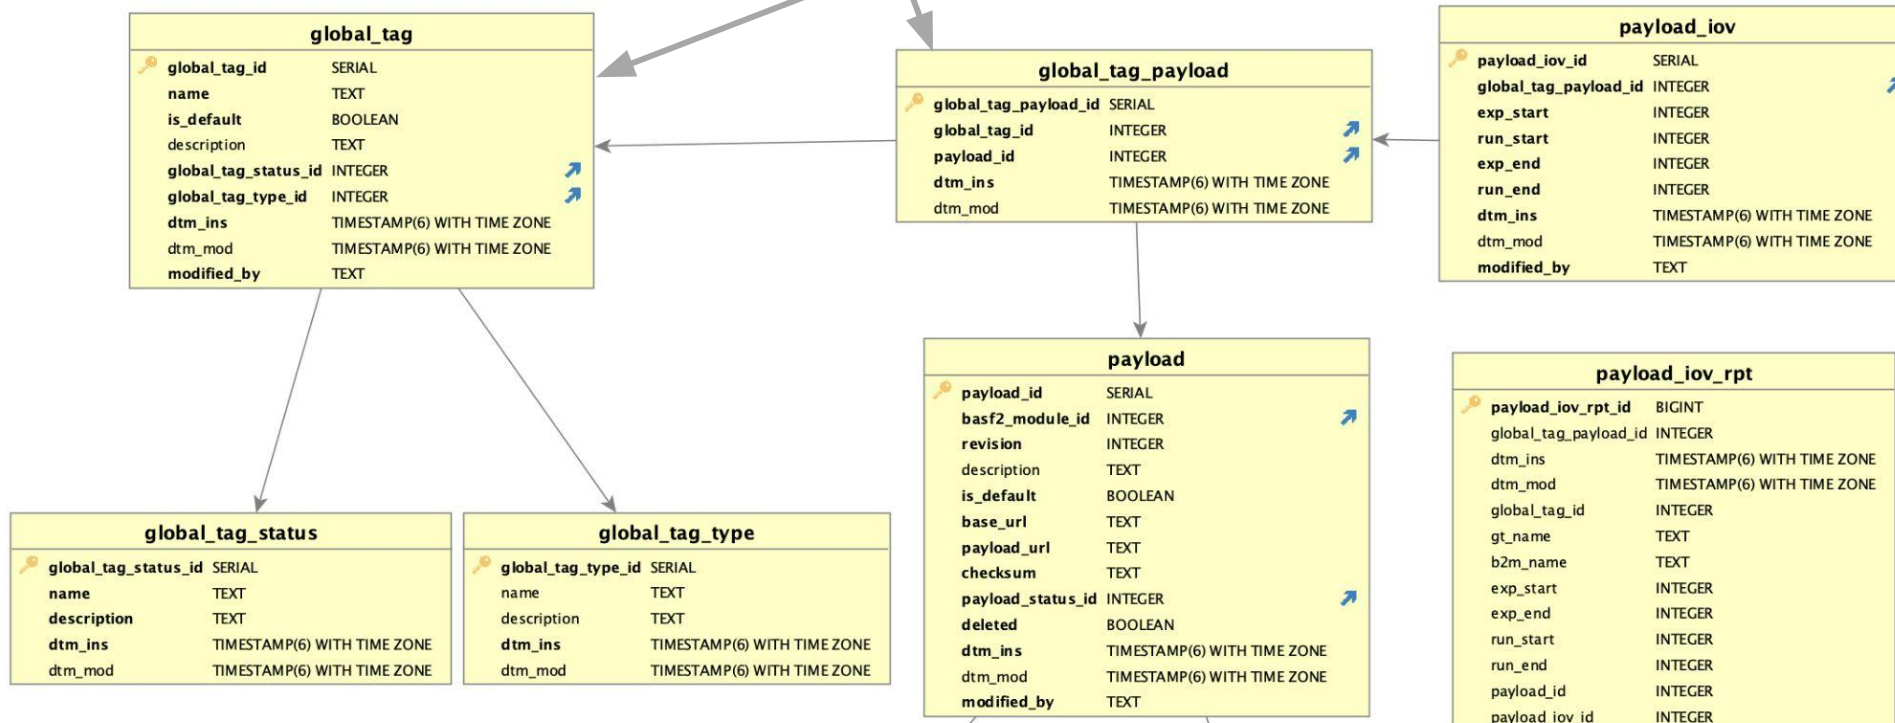 global_tag
global_tag_id SERIAL
name TEXT
is_default BOOLEAN
description TEXT
global_tag_status_id INTEGER
global_tag_type_id INTEGER
dtm_ins TIMESTAMP(6) WITH TIME ZONE
dtm_mod TIMESTAMP(6) WITH TIME ZONE
modified_by TEXT
global_tag_payload
global_tag_payload_id SERIAL
global_tag_id INTEGER
payload_id INTEGER
dtm_ins TIMESTAMP(6) WITH TIME ZONE
dtm_mod TIMESTAMP(6) WITH TIME ZONE
payload_iov
payload_iov_id SERIAL
global_tag_payload_id INTEGER
exp_start INTEGER
run_start INTEGER
exp_end INTEGER
run_end INTEGER
dtm_ins TIMESTAMP(6) WITH TIME ZONE
dtm_mod TIMESTAMP(6) WITH TIME ZONE
modified_by TEXT
global_tag_status
global_tag_status_id SERIAL
name TEXT
description TEXT
dtm_ins TIMESTAMP(6) WITH TIME ZONE
dtm_mod TIMESTAMP(6) WITH TIME ZONE
global_tag_type
global_tag_type_id SERIAL
name TEXT
description TEXT
dtm_ins TIMESTAMP(6) WITH TIME ZONE
dtm_mod TIMESTAMP(6) WITH TIME ZONE
payload
payload_id SERIAL
basf2_module_id INTEGER
revision INTEGER
description TEXT
is_default BOOLEAN
base_url TEXT
payload_url TEXT
checksum TEXT
payload_status_id INTEGER
deleted BOOLEAN
dtm_ins TIMESTAMP(6) WITH TIME ZONE
dtm_mod TIMESTAMP(6) WITH TIME ZONE
modified_by TEXT
payload_iov_rpt
payload_iov_rpt_id BIGINT
global_tag_payload_id INTEGER
dtm_ins TIMESTAMP(6) WITH TIME ZONE
dtm_mod TIMESTAMP(6) WITH TIME ZONE
global_tag_id INTEGER
gt_name TEXT
b2m_name TEXT
exp_start INTEGER
exp_end INTEGER
run_start INTEGER
run_end INTEGER
payload_id INTEGER
payload_iov_id INTEGER